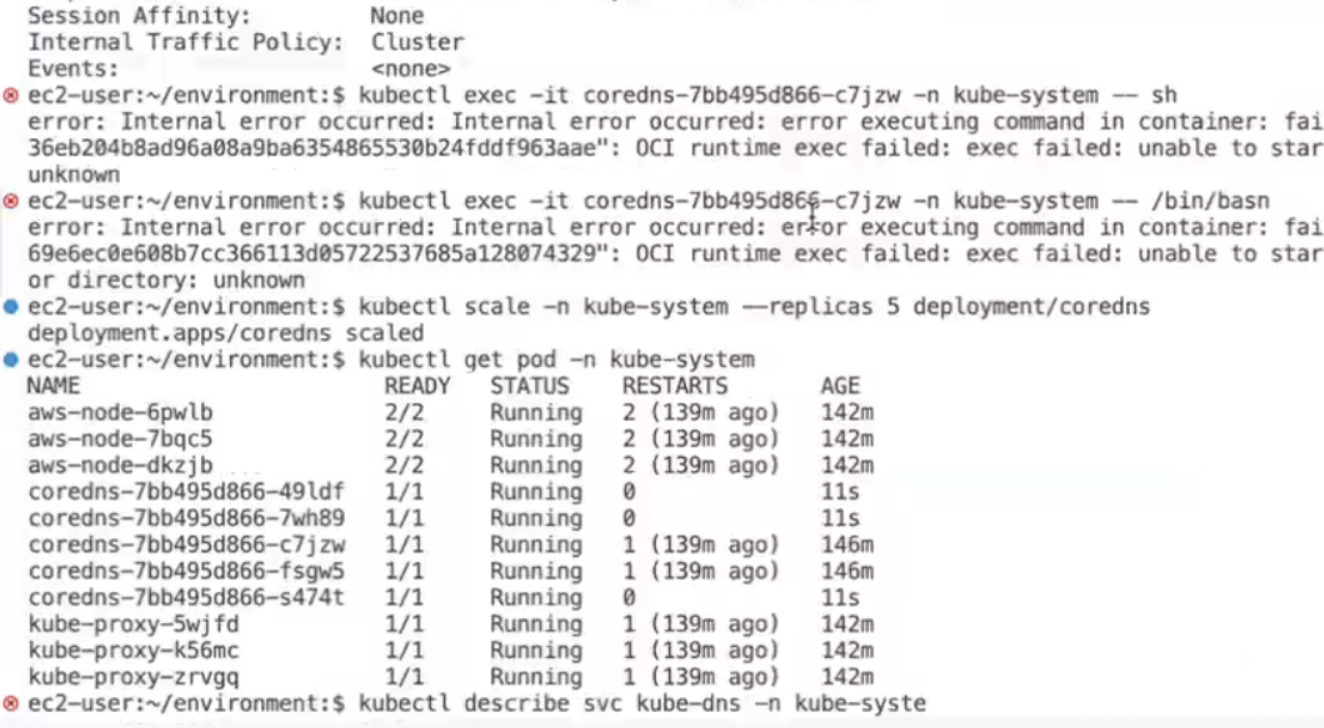 Session Affinity: None
Internal Traffic Policy: Cluster
Events: <none>
ec2-user:~/environment:$ kubectl exec -it coredns-7bb495d866-c7jzw -n kube-system -- sh
error: Internal error occurred: Internal error occurred: error executing command in container: fai
36eb204b8ad96a08a9ba6354865530b24fddf963aae": OCI runtime exec failed: exec failed: unable to star
unknown
ec2-user:~/environment:$ kubectl exec -it coredns-7bb495d866-c7jzw -n kube-system -- /bin/basn
error: Internal error occurred: Internal error occurred: error executing command in container: fai
69e6ec0e608b7cc366113d05722537685a128074329": OCI runtime exec failed: exec failed: unable to star
or directory: unknown
ec2-user:~/environment:$ kubectl scale -n kube-system --replicas 5 deployment/coredns
deployment.apps/coredns scaled
ec2-user:~/environment:$ kubectl get pod -n kube-system
NAME READY STATUS RESTARTS AGE
aws-node-6pwlb 2/2 Running 2 (139m ago) 142m
aws-node-7bqc5 2/2 Running 2 (139m ago) 142m
aws-node-dkzjb 2/2 Running 2 (139m ago) 142m
coredns-7bb495d866-49ldf 1/1 Running 0 11s
coredns-7bb495d866-7wh89 1/1 Running 0 11s
coredns-7bb495d866-c7jzw 1/1 Running 1 (139m ago) 146m
coredns-7bb495d866-fsgw5 1/1 Running 1 (139m ago) 146m
coredns-7bb495d866-s474t 1/1 Running 0 11s
kube-proxy-5wjfd 1/1 Running 1 (139m ago) 142m
kube-proxy-k56mc 1/1 Running 1 (139m ago) 142m
kube-proxy-zrvgq 1/1 Running 1 (139m ago) 142m
ec2-user:~/environment:$ kubectl describe svc kube-dns -n kube-syste